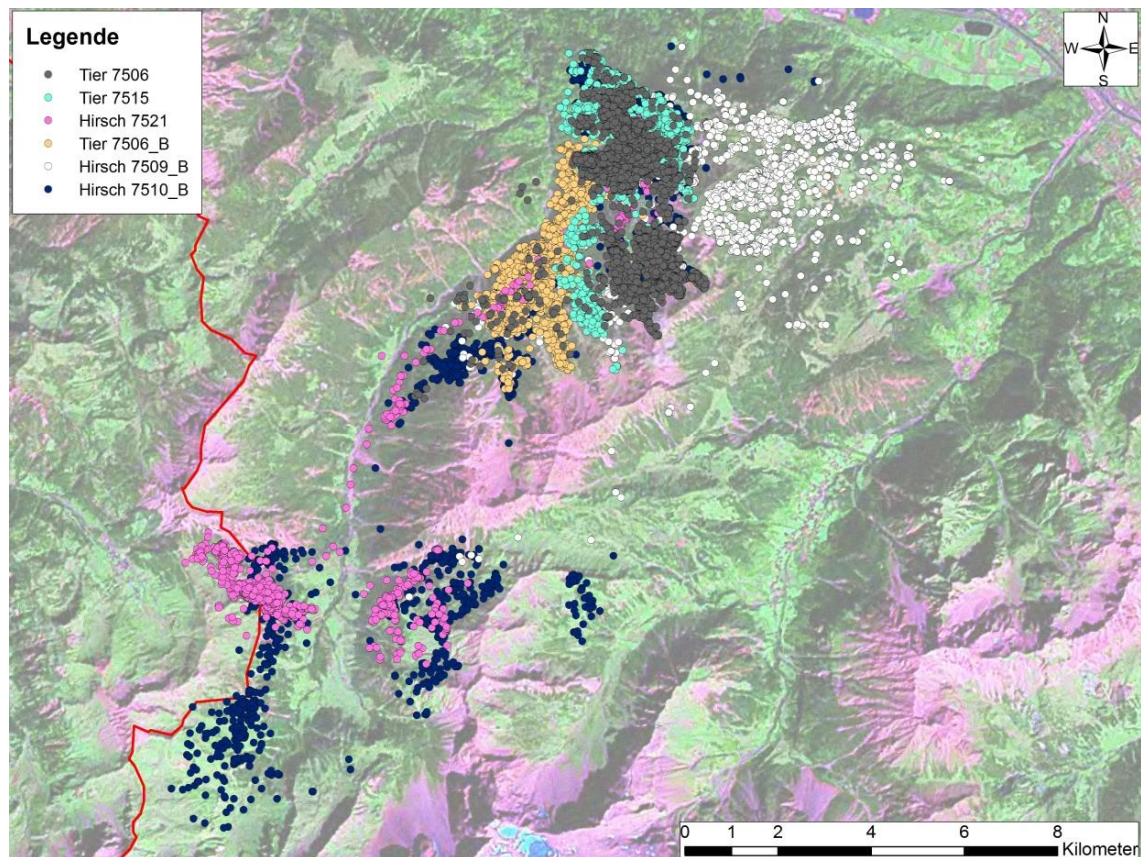 Legende
Tier 7506
Tier 7515
Hirsch 7521
Tier 7506_B
Hirsch 7509_B
Hirsch 7510_B
N
W E
S
0 1 2 4 6 8
Kilometer